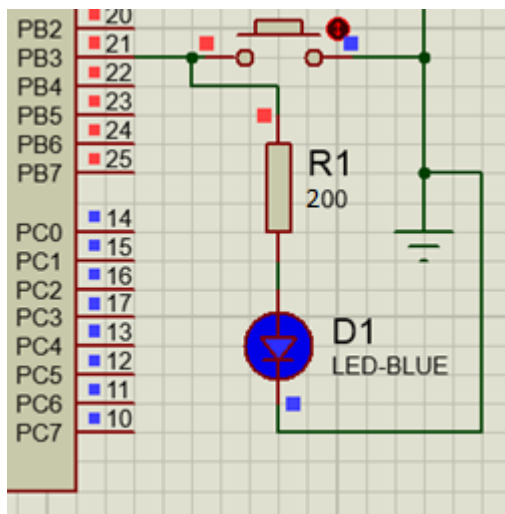 20
PB2
21
PB3
22
PB4
23
PB5
24
PB6
25
PB7
14
PC0
15
PC1
16
PC2
17
PC3
13
PC4
12
PC5
11
PC6
10
PC7
R1
200
D1
LED-BLUE